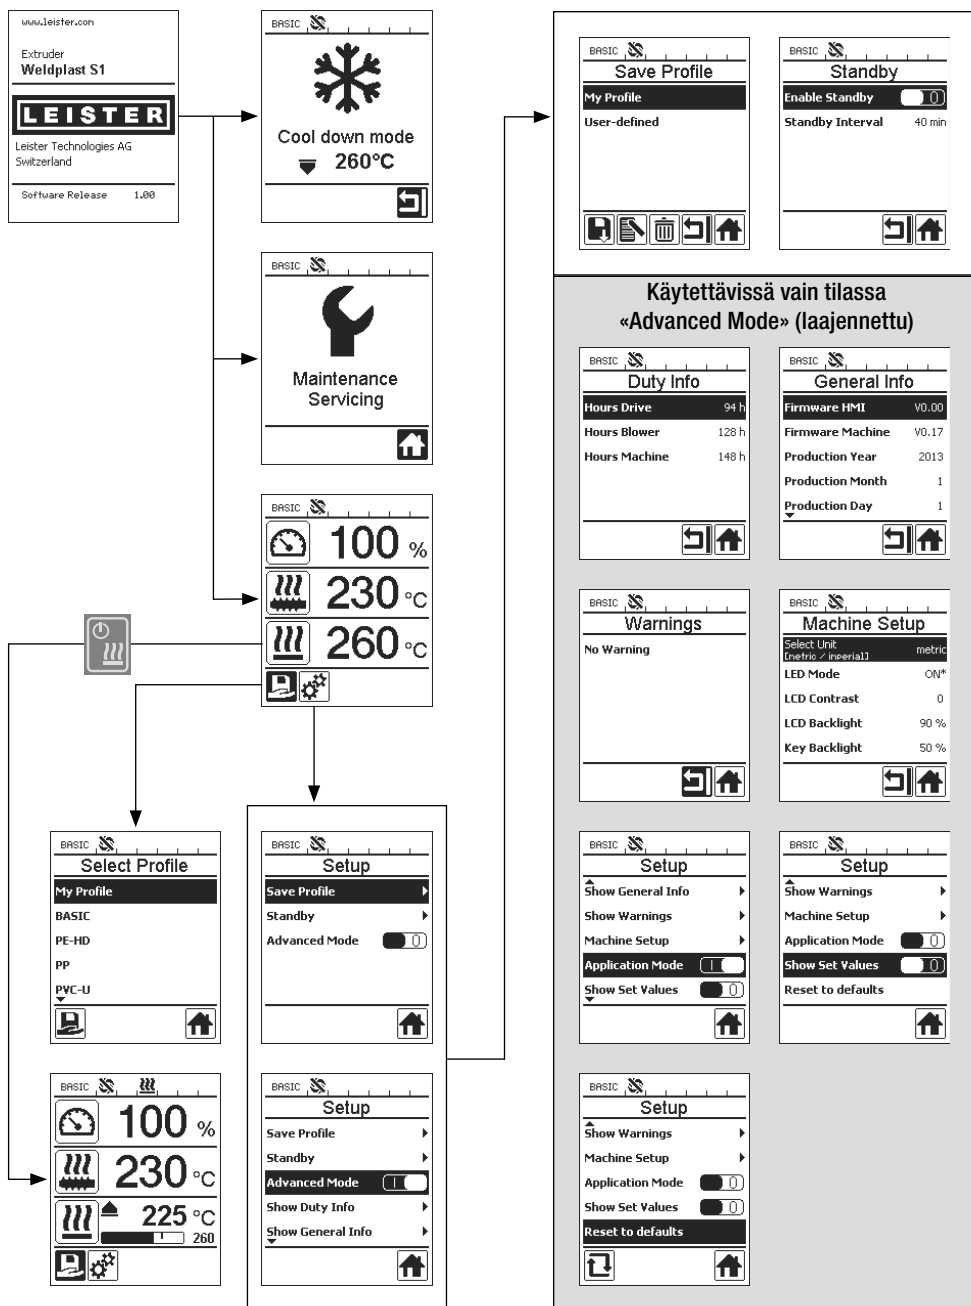 www.leister.com
Extruder
Weldplast S1
LEISTER
Leister Technologies AG
Switzerland
Software Release 1.00
BASIC
Cool down mode
260°C
BASIC
Maintenance
Servicing
BASIC
100 %
230 °C
260 °C
BASIC
Select Profile
My Profile
BASIC
PE-HD
PP
PVC-U
BASIC
100 %
230 °C
225 °C
260
BASIC
Setup
Save Profile
Standby
Advanced Mode 0
BASIC
Setup
Save Profile
Standby
Advanced Mode I
Show Duty Info
Show General Info
BASIC
Save Profile
My Profile
User-defined
BASIC
Standby
Enable Standby 0
Standby Interval 40 min
Käytettävissä vain tilassa
«Advanced Mode» (laajennettu)
BASIC
Duty Info
Hours Drive 94 h
Hours Blower 128 h
Hours Machine 148 h
BASIC
General Info
Firmware HMI V0.00
Firmware Machine V0.17
Production Year 2013
Production Month 1
Production Day 1
BASIC
Warnings
No Warning
BASIC
Machine Setup
Select Unit
[metric / inperial] metric
LED Mode ON*
LCD Contrast 0
LCD Backlight 90 %
Key Backlight 50 %
BASIC
Setup
Show General Info
Show Warnings
Machine Setup
Application Mode I
Show Set Values 0
BASIC
Setup
Show Warnings
Machine Setup
Application Mode 0
Show Set Values 0
Reset to defaults
BASIC
Setup
Show Warnings
Machine Setup
Application Mode 0
Show Set Values 0
Reset to defaults